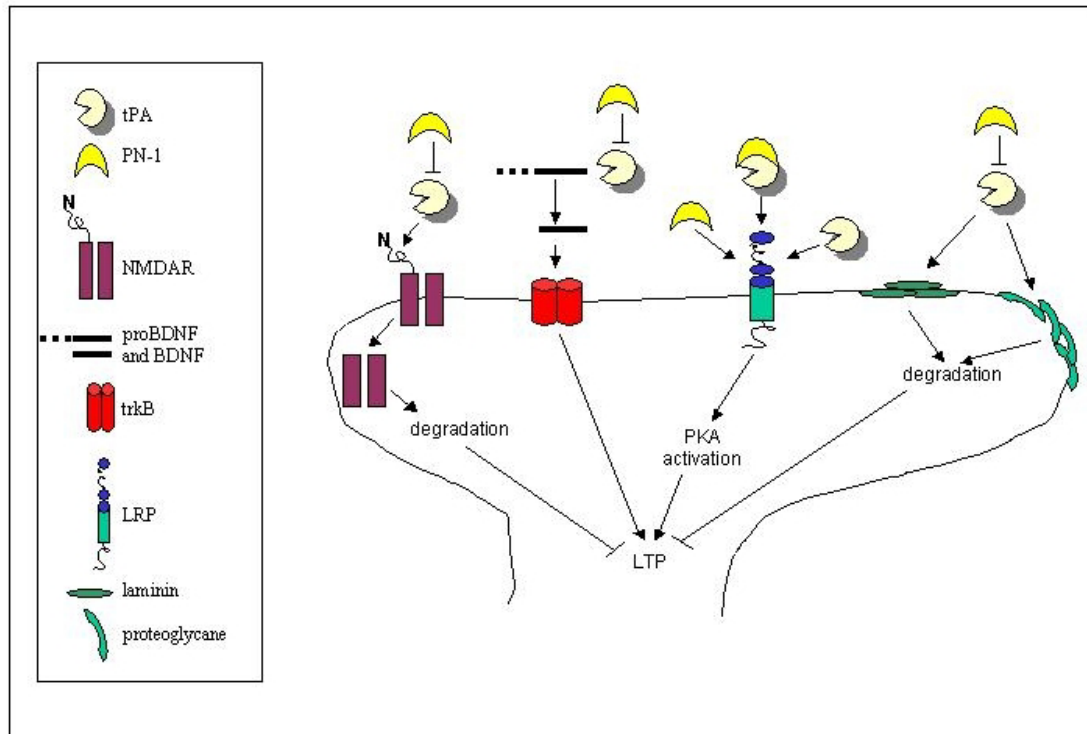 tPA
PN-1
N
NMDAR
proBDNF
and BDNF
trkB
LRP
laminin
proteoglycane
N
degradation
PKA
activation
degradation
LTP